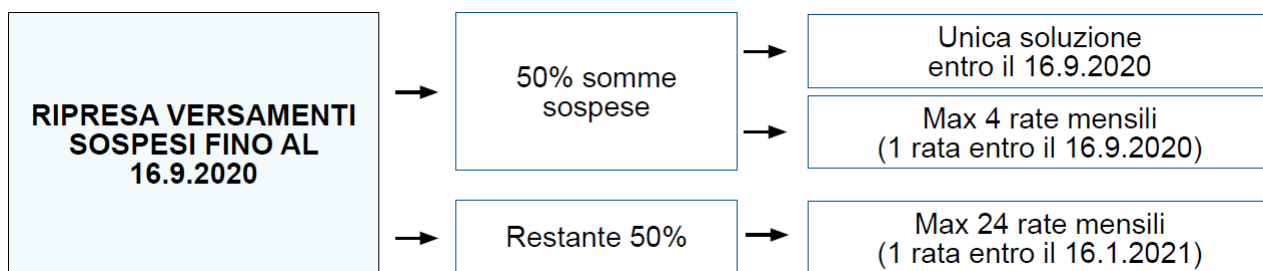 RIPRESA VERSAMENTI
SOSPESI FINO AL
16.9.2020
50% somme
sospese
Unica soluzione
entro il 16.9.2020
Max 4 rate mensili
(1 rata entro il 16.9.2020)
Restante 50%
Max 24 rate mensili
(1 rata entro il 16.1.2021)